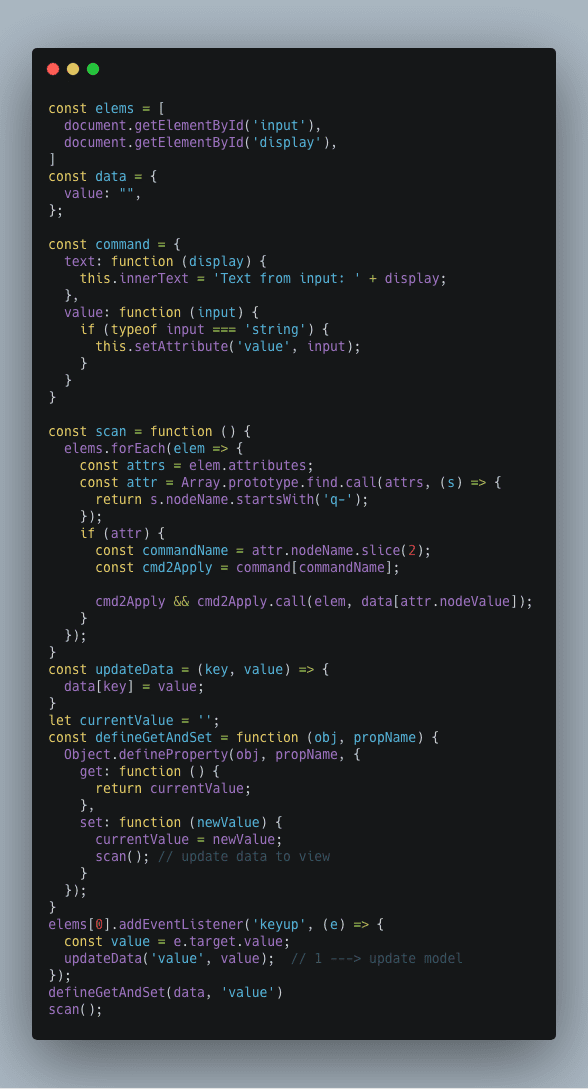 const elems = [
  document.getElementById('input'),
  document.getElementById('display'),
]
const data = {
  value: "",
};

const command = {
  text: function (display) {
    this.innerText = 'Text from input: ' + display;
  },
  value: function (input) {
    if (typeof input === 'string') {
      this.setAttribute('value', input);
    }
  }
}

const scan = function () {
  elems.forEach(elem => {
    const attrs = elem.attributes;
    const attr = Array.prototype.find.call(attrs, (s) => {
      return s.nodeName.startsWith('q-');
    });
    if (attr) {
      const commandName = attr.nodeName.slice(2);
      const cmd2Apply = command[commandName];

      cmd2Apply && cmd2Apply.call(elem, data[attr.nodeValue]);
    }
  });
}
const updateData = (key, value) => {
  data[key] = value;
}
let currentValue = '';
const defineGetAndSet = function (obj, propName) {
  Object.defineProperty(obj, propName, {
    get: function () {
      return currentValue;
    },
    set: function (newValue) {
      currentValue = newValue;
      scan(); // update data to view
    }
  });
}
elems[0].addEventListener('keyup', (e) => {
  const value = e.target.value;
  updateData('value', value);  // 1 ---> update model
});
defineGetAndSet(data, 'value')
scan();